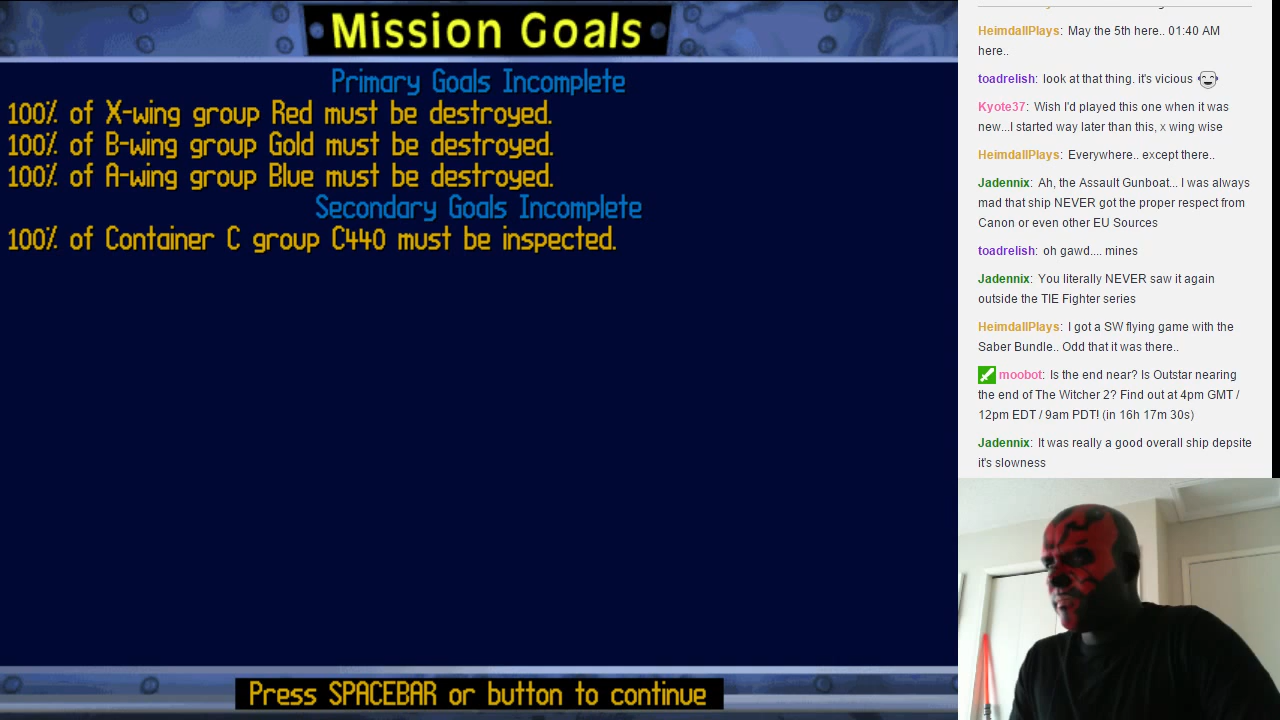 Mission Goals
Primary Goals Incomplete
100% of X-wing group Red must be destroyed.
100% of B-wing group Gold must be destroyed.
100% of A-wing group Blue must be destroyed.
Secondary Goals Incomplete
100% of Container C group C440 must be inspected.
Press SPACEBAR or button to continue
HeimdallPlays: May the 5th here.. 01:40 AM
here..
toadrelish: look at that thing. it's vicious
Kyote37: Wish I'd played this one when it was
new...I started way later than this, x wing wise
HeimdallPlays: Everywhere.. except there..
Jadennix: Ah, the Assault Gunboat... I was always
mad that ship NEVER got the proper respect from
Canon or even other EU Sources
toadrelish: oh gawd.... mines
Jadennix: You literally NEVER saw it again
outside the TIE Fighter series
HeimdallPlays: I got a SW flying game with the
Saber Bundle.. Odd that it was there..
moobot: Is the end near? Is Outstar nearing
the end of The Witcher 2? Find out at 4pm GMT /
12pm EDT / 9am PDT! (in 16h 17m 30s)
Jadennix: It was really a good overall ship depsite
it's slowness